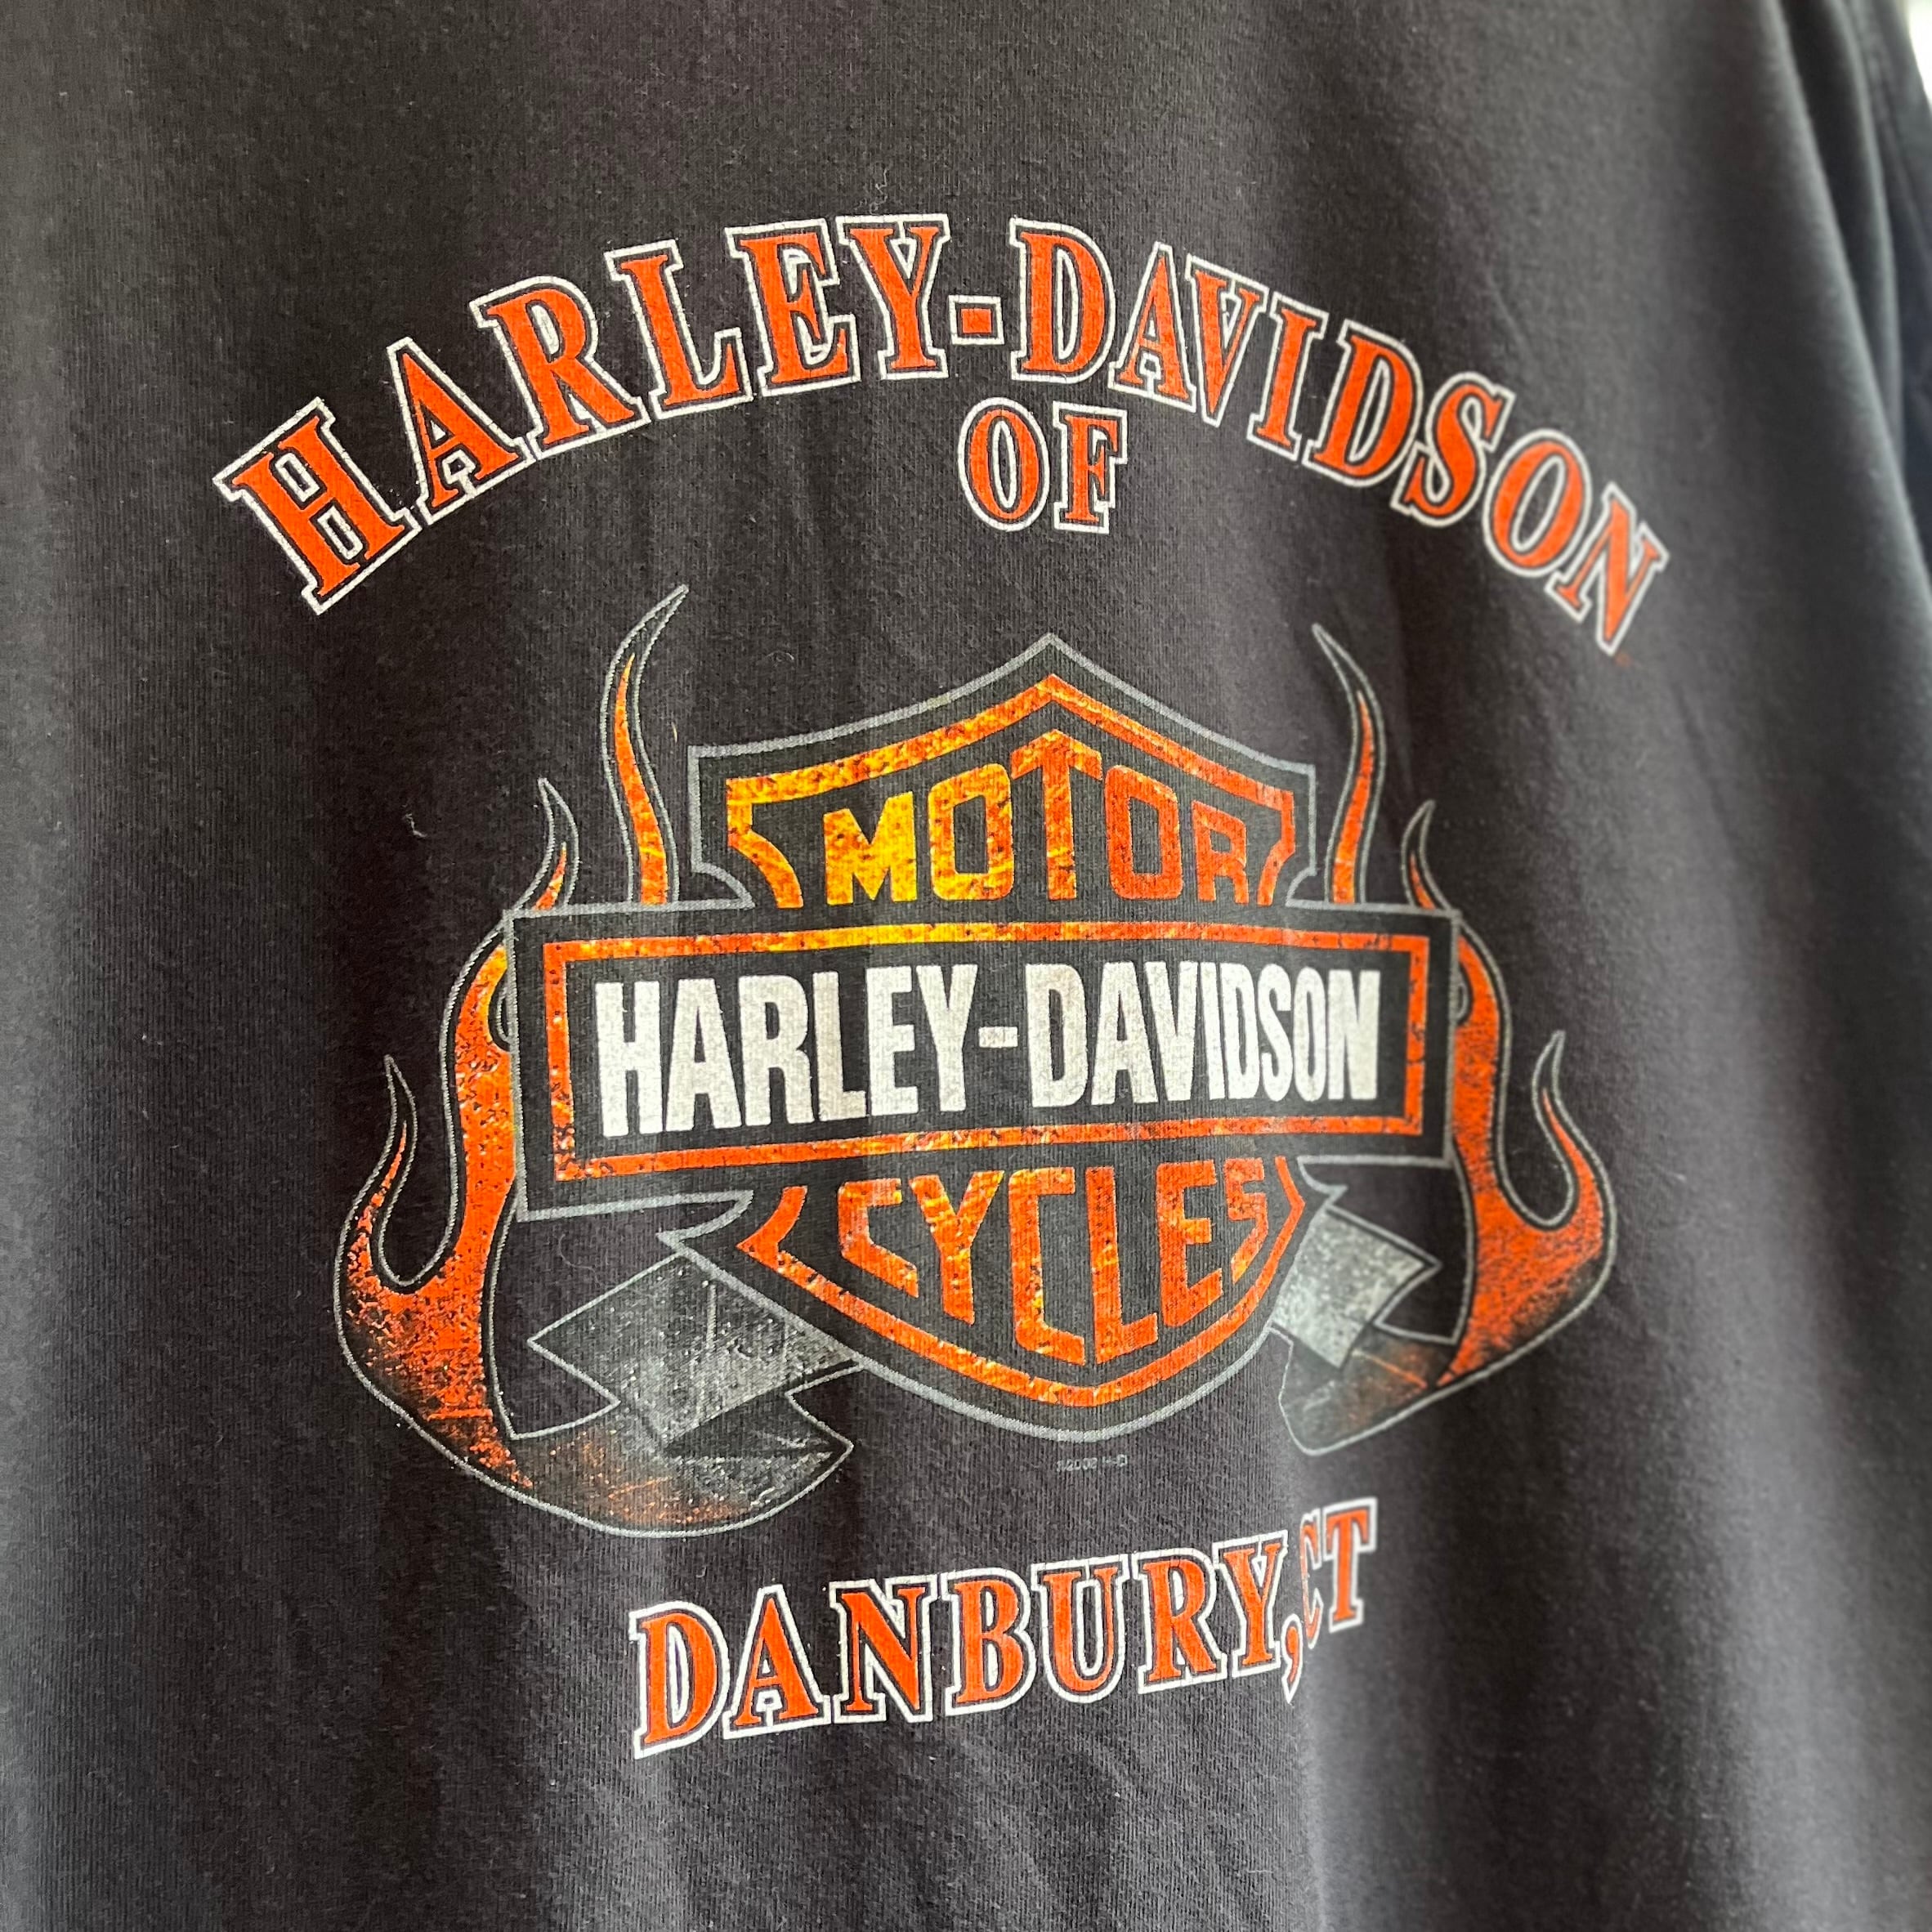 HARLEY-DAVIDSON
OF
MOTOR
HARLEY-DAVIDSON
CYCLES
DANBURY, CT